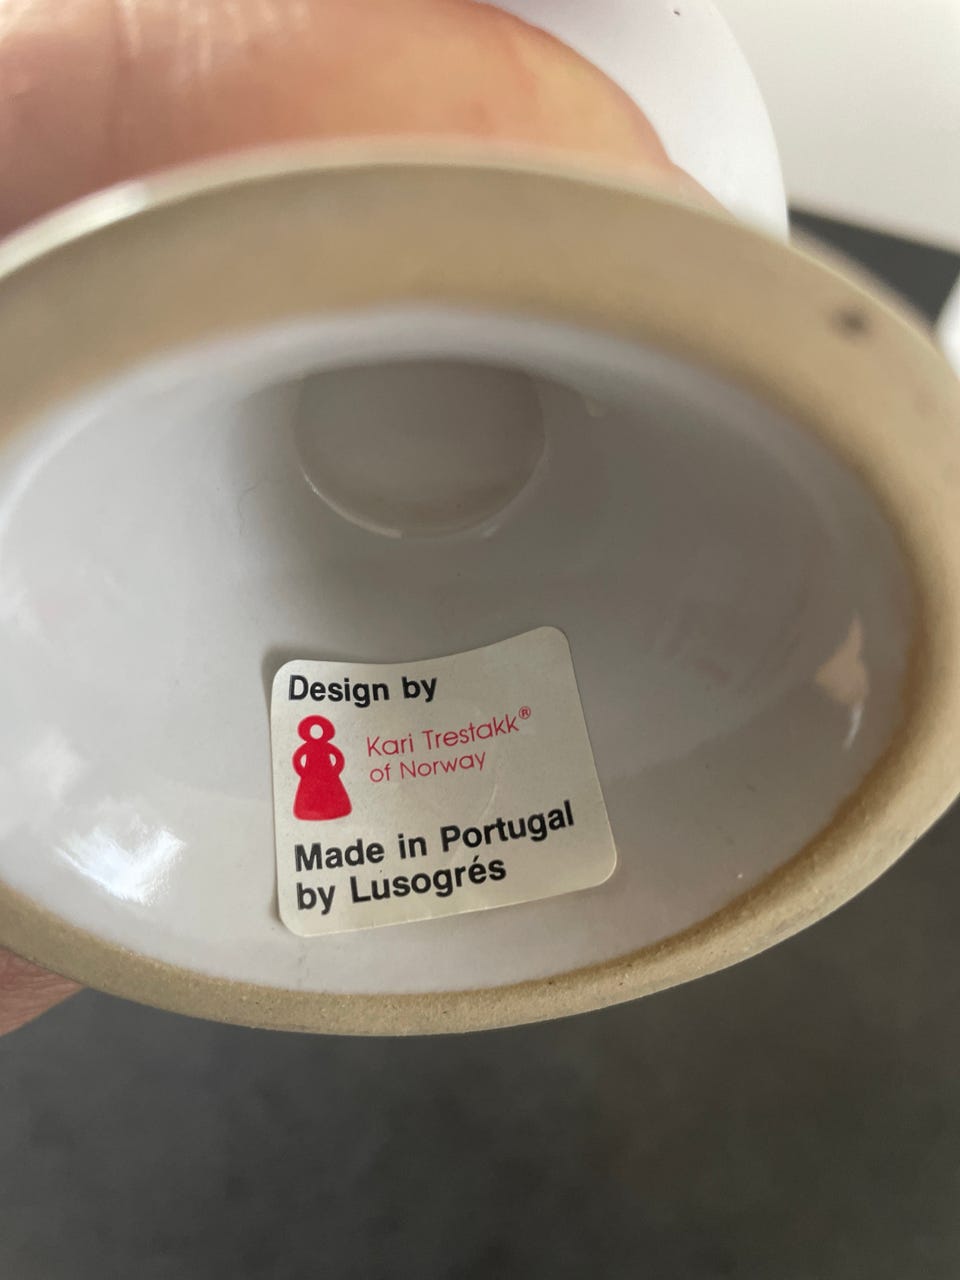 Design by
Kari Trestakk®
of Norway
Made in Portugal
by Lusogrés